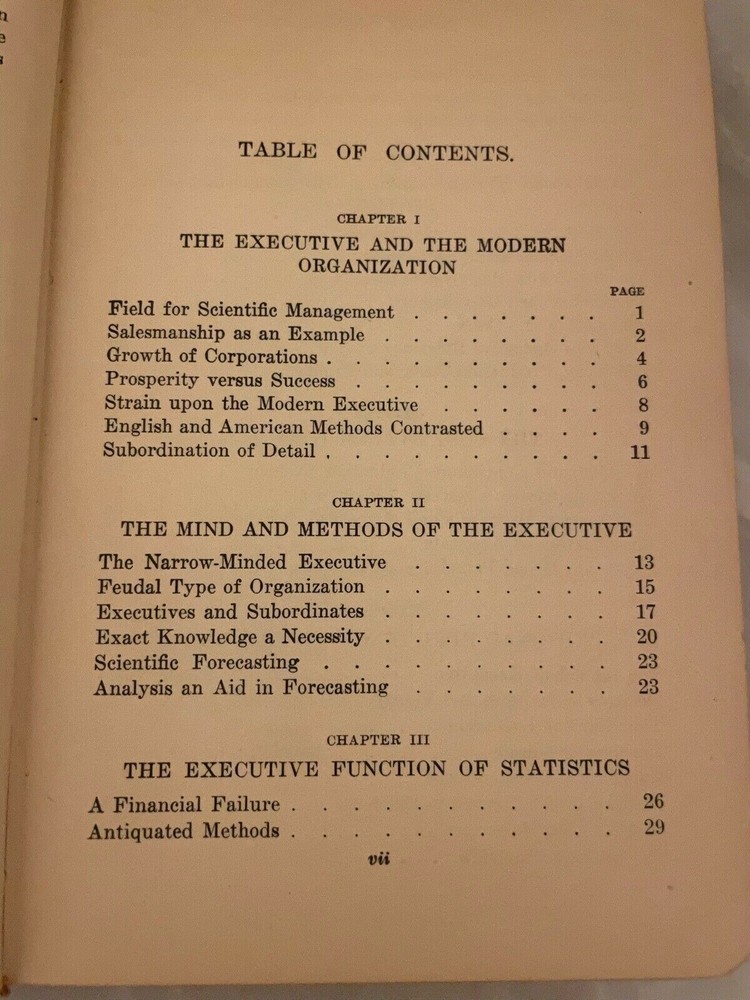 TABLE OF CONTENTS.
CHAPTER I
THE EXECUTIVE AND THE MODERN
ORGANIZATION
PAGE
Field for Scientific Management . . . . . . . 1
Salesmanship as an Example . . . . . . . . 2
Growth of Corporations . . . . . . . . . . 4
Prosperity versus Success . . . . . . . . . 6
Strain upon the Modern Executive . . . . . . 8
English and American Methods Contrasted . . . . 9
Subordination of Detail . . . . . . . . . . 11
CHAPTER II
THE MIND AND METHODS OF THE EXECUTIVE
The Narrow-Minded Executive . . . . . . . 13
Feudal Type of Organization . . . . . . . . 15
Executives and Subordinates . . . . . . . . 17
Exact Knowledge a Necessity . . . . . . . . 20
Scientific Forecasting . . . . . . . . . . 23
Analysis an Aid in Forecasting . . . . . . . 23
CHAPTER III
THE EXECUTIVE FUNCTION OF STATISTICS
A Financial Failure . . . . . . . . . . . 26
Antiquated Methods . . . . . . . . . . . 29
vii